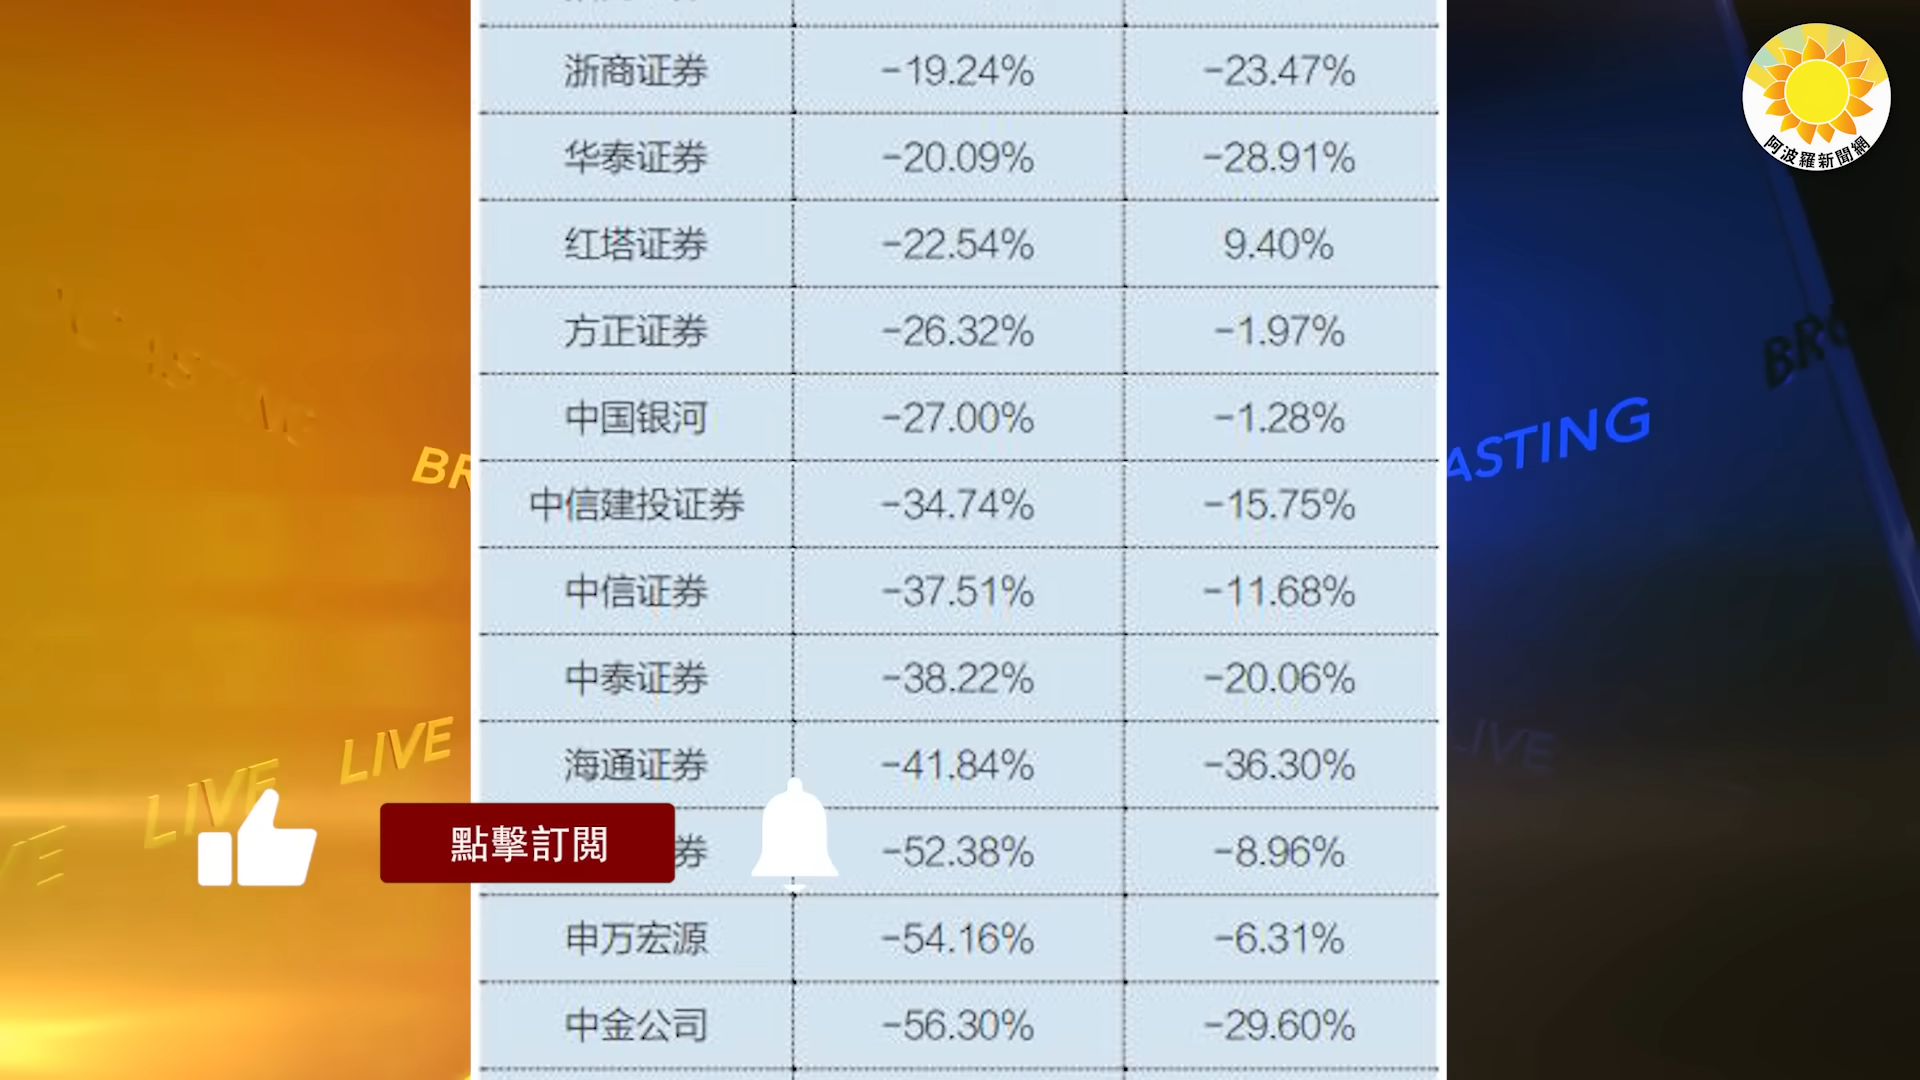 浙商证券 -19.24% -23.47%
华泰证券 -20.09% -28.91%
红塔证券 -22.54% 9.40%
方正证券 -26.32% -1.97%
中国银河 -27.00% -1.28%
中信建投证券 -34.74% -15.75%
中信证券 -37.51% -11.68%
中泰证券 -38.22% -20.06%
海通证券 -41.84% -36.30%
券 -52.38% -8.96%
申万宏源 -54.16% -6.31%
中金公司 -56.30% -29.60%
點擊訂閲
阿波羅新聞網
BR
LIVE
LIVE
ASTING
BRO
LIVE